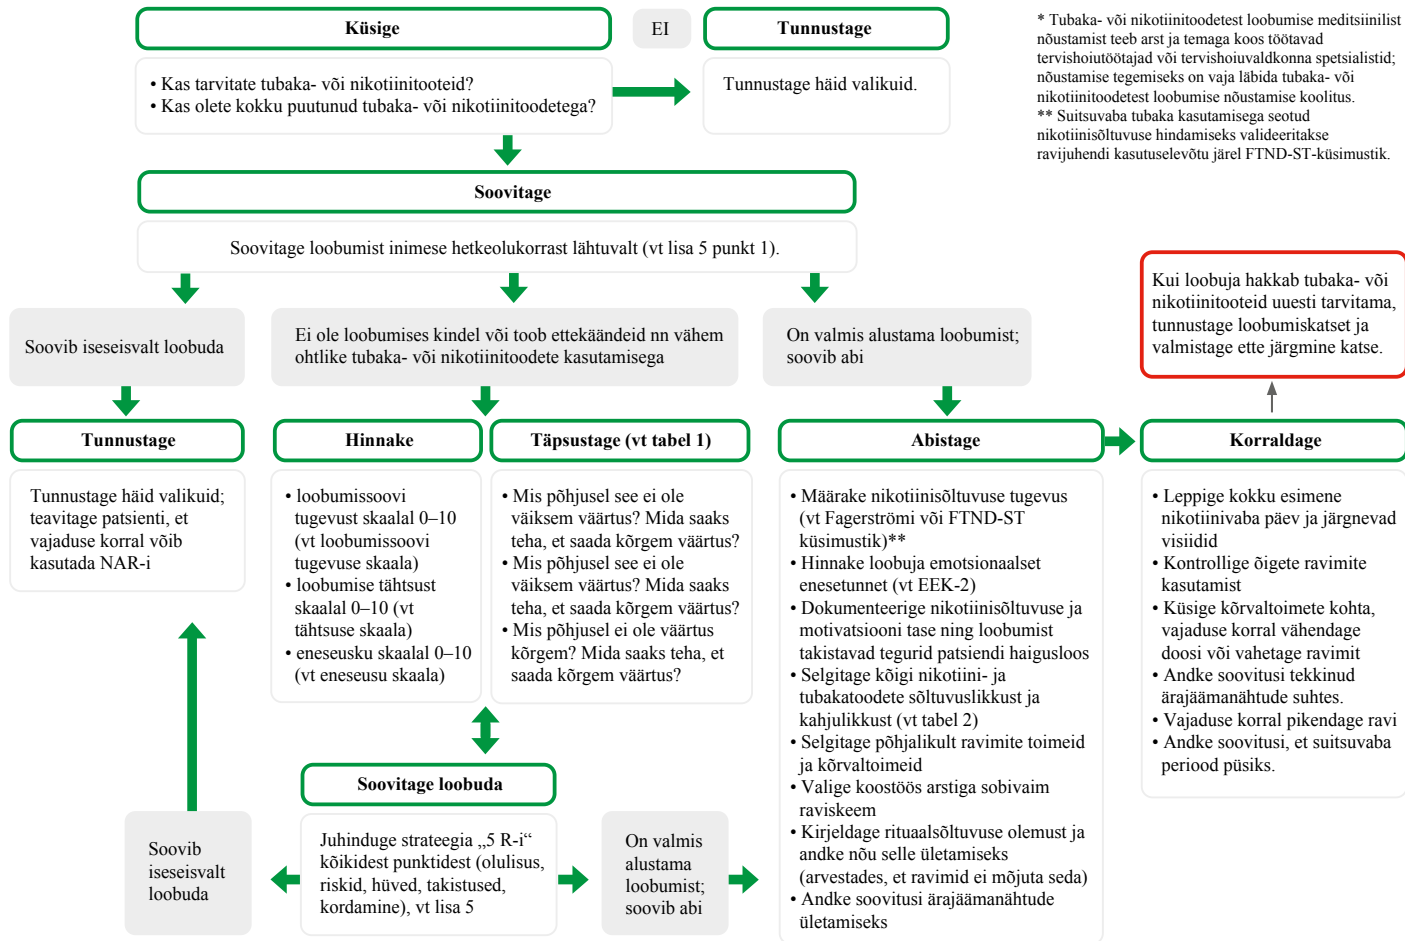 Küsige
EI
Tunnustage
• Kas tarvitate tubaka- või nikotiinitooteid?
• Kas olete kokku puutunud tubaka- või nikotiinitoodetega?
Tunnustage häid valikuid.
* Tubaka- või nikotiinitoodetest loobumise meditsiinilist
nõustamist teeb arst ja temaga koos töötavad
tervishoiutöötajad või tervishoiuvaldkonna spetsialistid;
nõustamise tegemiseks on vaja läbida tubaka- või
nikotiinitoodetest loobumise nõustamise koolitus.
** Suitsuvaba tubaka kasutamisega seotud
nikotiinisõltuvuse hindamiseks valideeritakse
ravijuhendi kasutuselevõtu järel FTND-ST-küsimustik.
Soovitage
Soovitage loobumist inimese hetkeolukorrast lähtuvalt (vt lisa 5 punkt 1).
Soovib iseseisvalt loobuda
Ei ole loobumises kindel või toob ettekäändeid nn vähem
ohtlike tubaka- või nikotiinitoodete kasutamisega
On valmis alustama loobumist;
soovib abi
Kui loobuja hakkab tubaka- või
nikotiinitooteid uuesti tarvitama,
tunnustage loobumiskatset ja
valmistage ette järgmine katse.
Tunnustage
Tunnustage häid valikuid;
teavitage patsienti, et
vajaduse korral võib
kasutada NAR-i
Hinnake
• loobumissoovi
tugevust skaalal 0–10
(vt loobumissoovi
tugevuse skaala)
• loobumise tähtsust
skaalal 0–10 (vt
tähtsuse skaala)
• eneseusku skaalal 0–10
(vt eneseusu skaala)
Täpsustage (vt tabel 1)
• Mis põhjusel see ei ole
väiksem väärtus? Mida saaks
teha, et saada kõrgem väärtus?
• Mis põhjusel see ei ole
väiksem väärtus? Mida saaks
teha, et saada kõrgem väärtus?
• Mis põhjusel ei ole väärtus
kõrgem? Mida saaks teha, et
saada kõrgem väärtus?
Abistage
• Määrake nikotiinisõltuvuse tugevus
(vt Fagerströmi või FTND-ST
küsimustik)**
• Hinnake loobuja emotsionaalset
enesetunnet (vt EEK-2)
• Dokumenteerige nikotiinisõltuvuse ja
motivatsiooni tase ning loobumist
takistavad tegurid patsiendi haigusloos
• Selgitage kõigi nikotiini- ja
tubakatoodete sõltuvuslikkust ja
kahjulikkust (vt tabel 2)
• Selgitage põhjalikult ravimite toimeid
ja kõrvaltoimeid
• Valige koostöös arstiga sobivaim
raviskeem
• Kirjeldage rituaalsõltuvuse olemust ja
andke nõu selle ületamiseks
(arvestades, et ravimid ei mõjuta seda)
• Andke soovitusi ärajäämanähtude
ületamiseks
Korraldage
• Leppige kokku esimene
nikotiinivaba päev ja järgnevad
visiidid
• Kontrollige õigete ravimite
kasutamist
• Küsige kõrvaltoimete kohta,
vajaduse korral vähendage
doosi või vahetage ravimit
• Andke soovitusi tekkinud
ärajäämanähtude suhtes.
• Vajaduse korral pikendage ravi
• Andke soovitusi, et suitsuvaba
periood püsiks.
Soovitage loobuda
Soovib
iseseisvalt
loobuda
Juhinduge strateegia „5 R-i“
kõikidest punktidest (olulisus,
riskid, hüved, takistused,
kordamine), vt lisa 5
On valmis
alustama
loobumist;
soovib abi